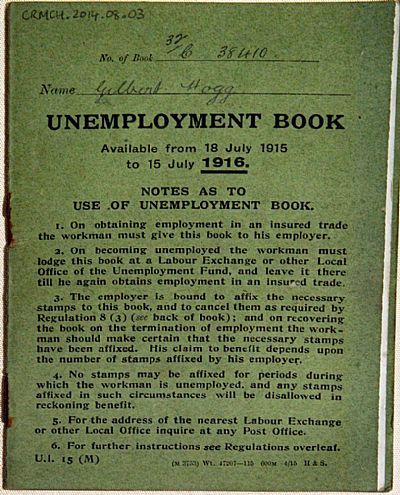 CRMCH.2014.08.03
No. of Book 32/C 38410
Name Gilbert Hogg
UNEMPLOYMENT BOOK
Available from 18 July 1915
to 15 July 1916.
NOTES AS TO
USE OF UNEMPLOYMENT BOOK.
1. On obtaining employment in an insured trade
the workman must give this book to his employer.
2. On becoming unemployed the workman must
lodge this book at a Labour Exchange or other Local
Office of the Unemployment Fund, and leave it there
till he again obtains employment in an insured trade.
3. The employer is bound to affix the necessary
stamps to this book, and to cancel them as required by
Regulation 8 (3) (see back of book); and on recovering
the book on the termination of employment the work-
man should make certain that the necessary stamps
have been affixed. His claim to benefit depends upon
the number of stamps affixed by his employer.
4. No stamps may be affixed for periods during
which the workman is unemployed, and any stamps
affixed in such circumstances will be disallowed in
reckoning benefit.
5. For the address of the nearest Labour Exchange
or other Local Office inquire at any Post Office.
6. For further instructions see Regulations overleaf.
U.I. 15 (M)
(M 3753) Wt. 47207—115 600M 4/15 H & S.